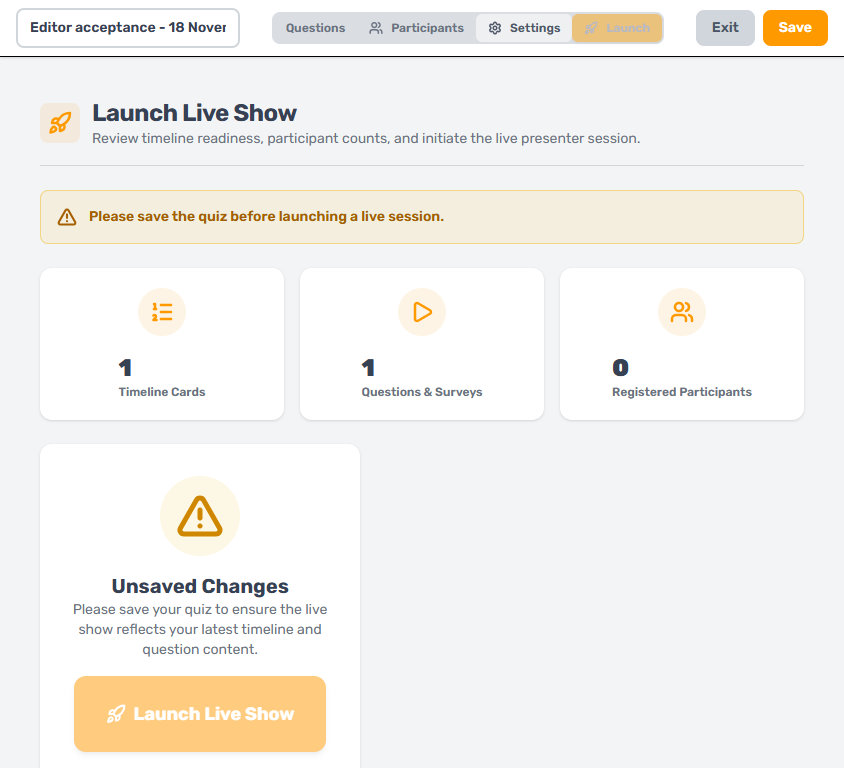 Editor acceptance - 18 Nover
Questions
Participants
Settings
Launch
Exit
Save
Launch Live Show
Review timeline readiness, participant counts, and initiate the live presenter session.
Please save the quiz before launching a live session.
1
Timeline Cards
1
Questions & Surveys
0
Registered Participants
Unsaved Changes
Please save your quiz to ensure the live
show reflects your latest timeline and
question content.
Launch Live Show